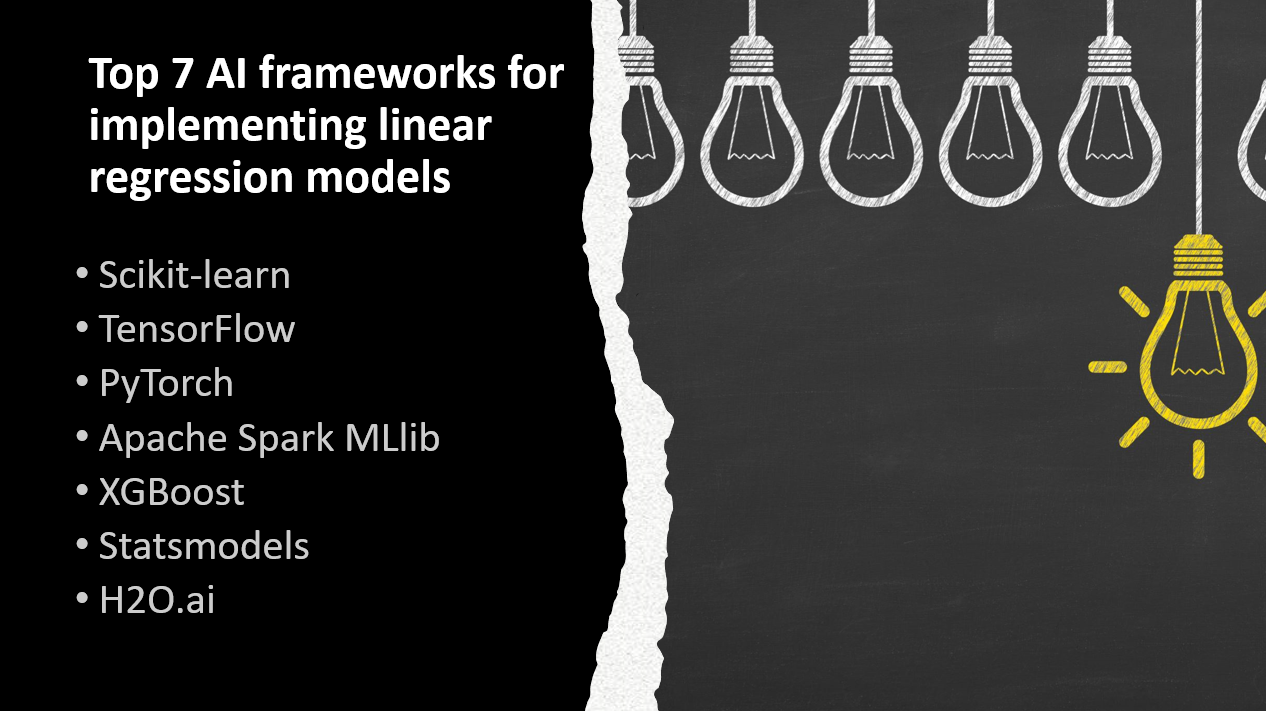 Top 7 AI frameworks for
implementing linear
regression models
• Scikit-learn
• TensorFlow
• PyTorch
• Apache Spark MLlib
• XGBoost
• Statsmodels
• H2O.ai